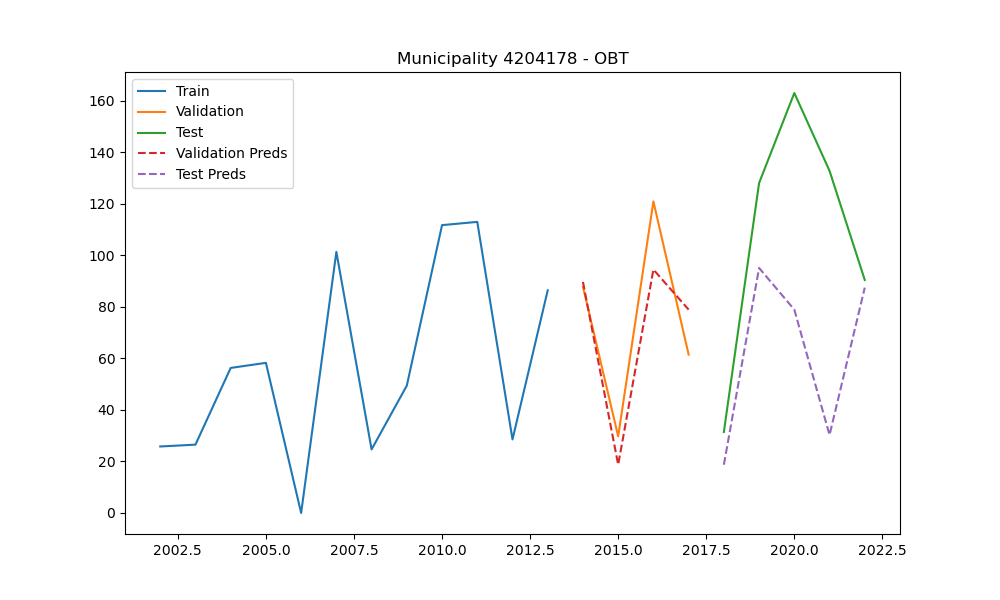 Municipality 4204178 - OBT
Train
Validation
Test
Validation Preds
Test Preds
160
140
120
100
80
60
40
20
0
2002.5 2005.0 2007.5 2010.0 2012.5 2015.0 2017.5 2020.0 2022.5